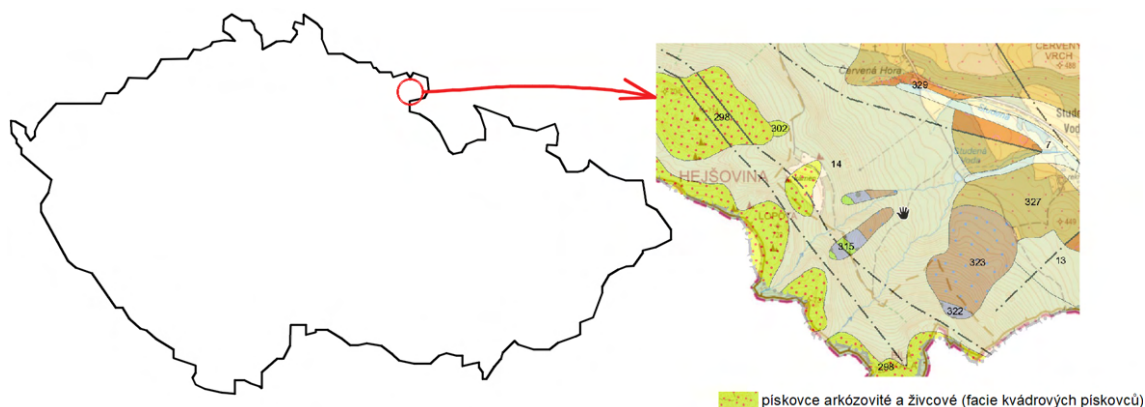 ČERVENÝ
VRCH
Červená Hora
329
298
302
7
14
HEJŠOVINA
327
315
323
13
322
298
pískovce arkózovité a živcové (facie kvádrových pískovců)